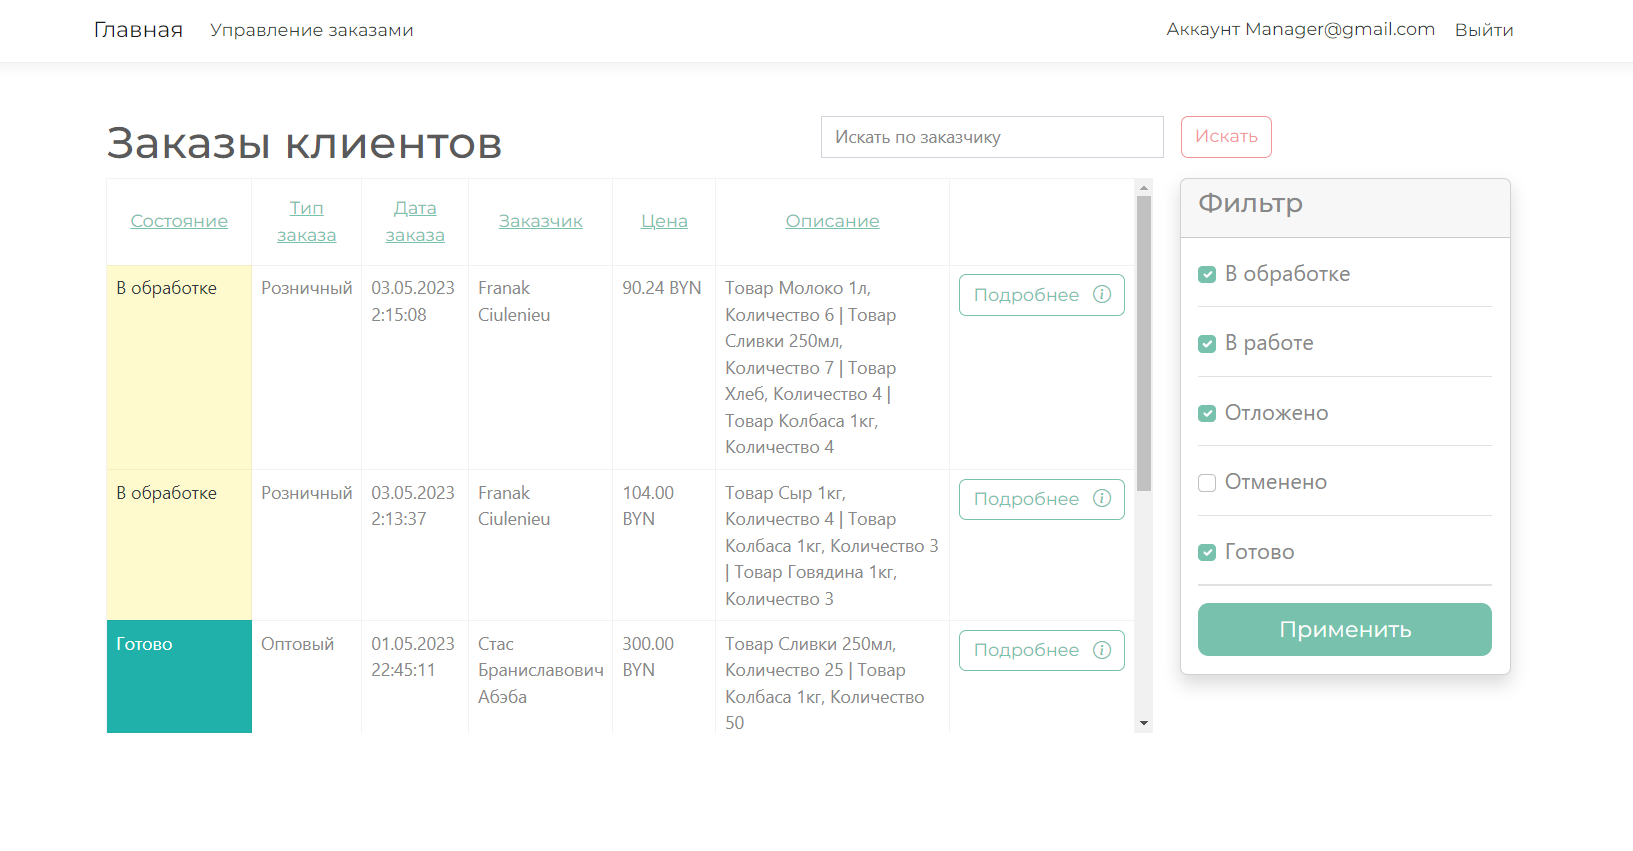 Главная Управление заказами Аккаунт Manager@gmail.com Выйти
Заказы клиентов
Искать по заказчику Искать
Состояние Тип заказа Дата заказа Заказчик Цена Описание
В обработке Розничный 03.05.2023 Franak 90.24 BYN Товар Молоко 1л, Подробнее
2:15:08 Ciulenieu Количество 6 | Товар
Сливки 250мл,
Количество 7 | Товар
Хлеб, Количество 4 |
Товар Колбаса 1кг,
Количество 4
В обработке Розничный 03.05.2023 Franak 104.00 Товар Сыр 1кг, Подробнее
2:13:37 Ciulenieu BYN Количество 4 | Товар
Колбаса 1кг, Количество 3
| Товар Говядина 1кг,
Количество 3
Готово Оптовый 01.05.2023 Стас 300.00 Товар Сливки 250мл, Подробнее
22:45:11 Браниславович BYN Количество 25 | Товар
Абэба Колбаса 1кг, Количество
50
Фильтр
В обработке
В работе
Отложено
Отменено
Готово
Применить